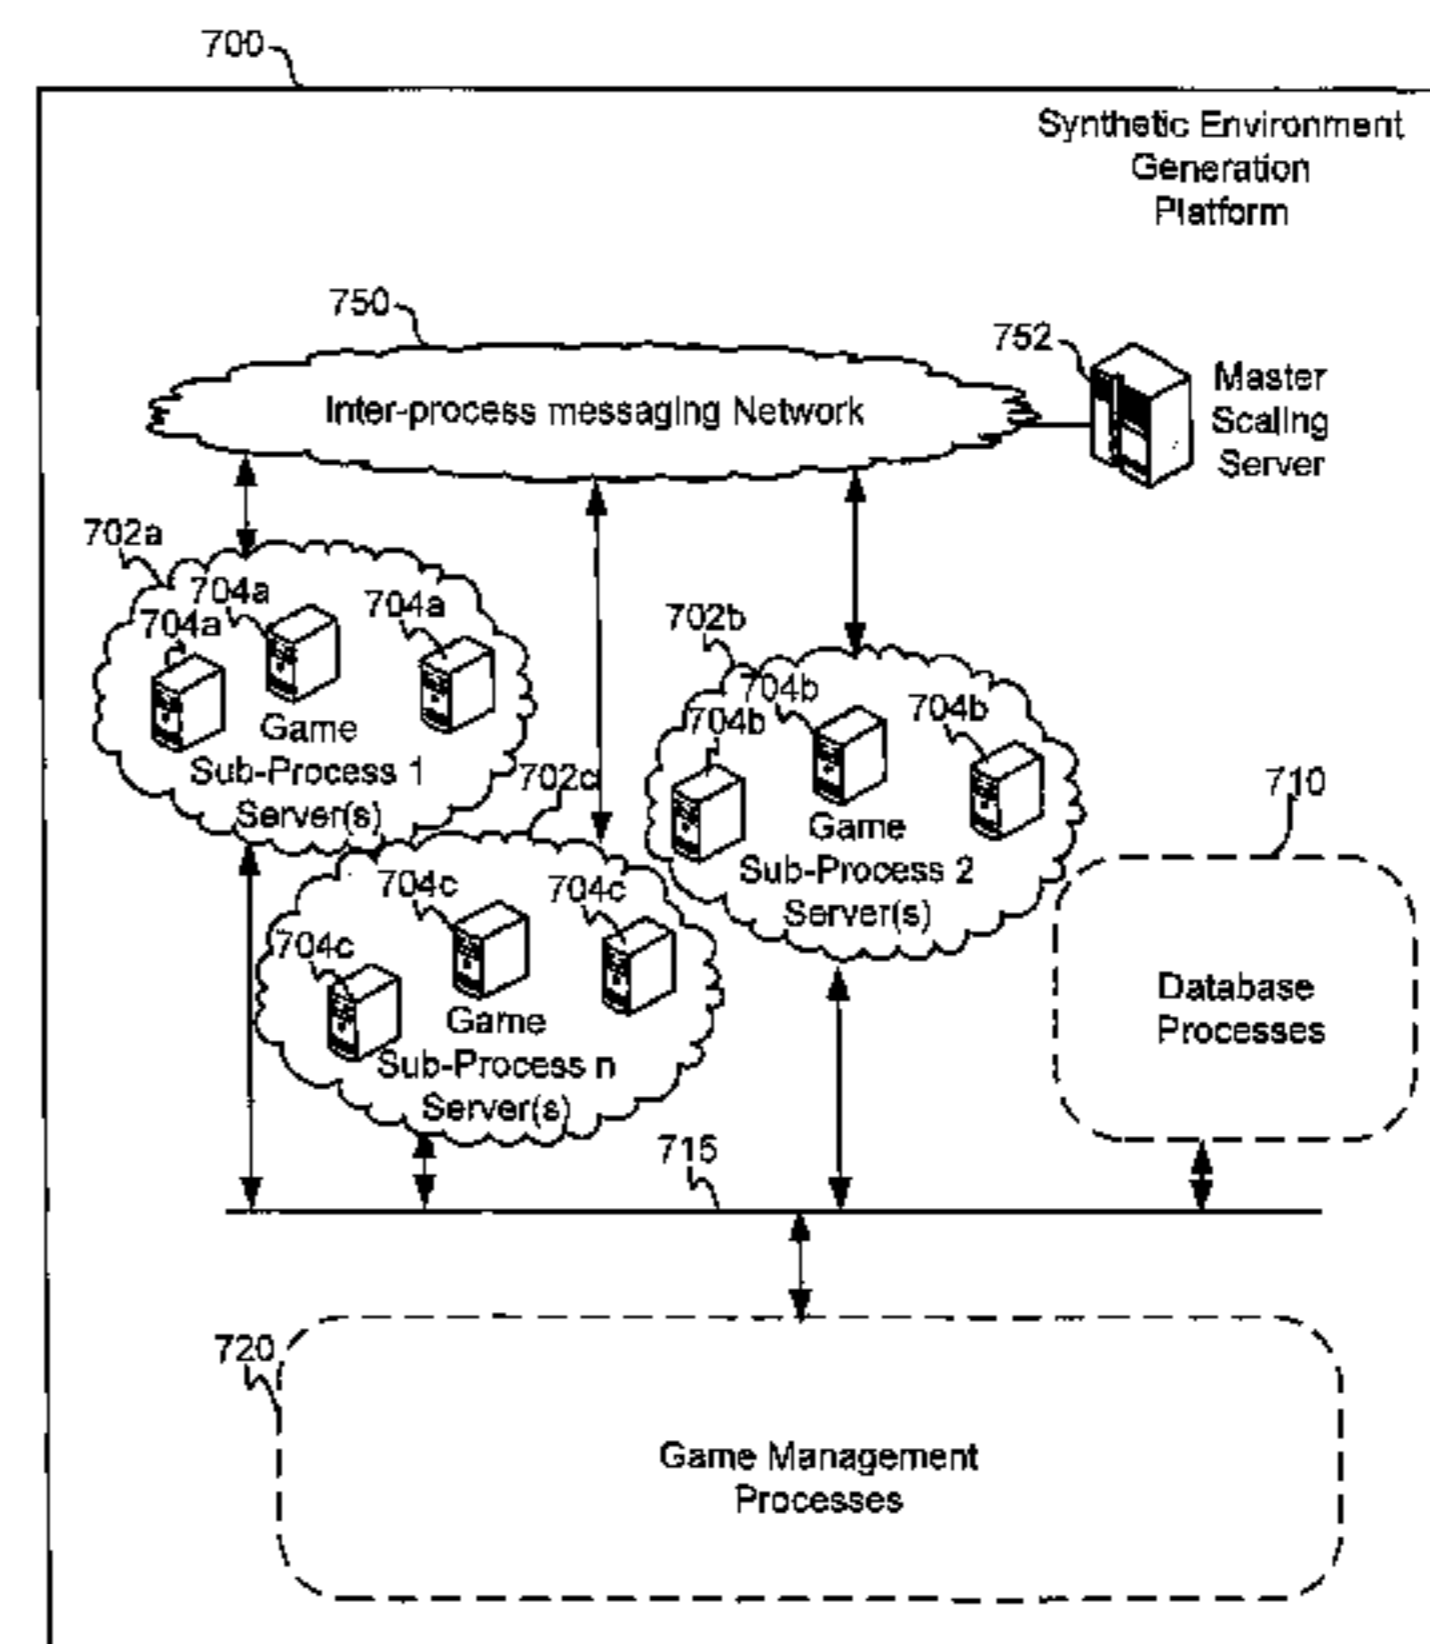 700
Synthetic Environment
Generation
Platform
750
752
Inter-process messaging Network
Master
Scaling
Server
702a
704a
704a
704a
Game
Sub-Process 1
Server(s)
702b
704b
704b
704b
Game
Sub-Process 2
Server(s)
702c
704c
704c
704c
Game
Sub-Process n
Server(s)
710
Database
Processes
715
720
Game Management
Processes